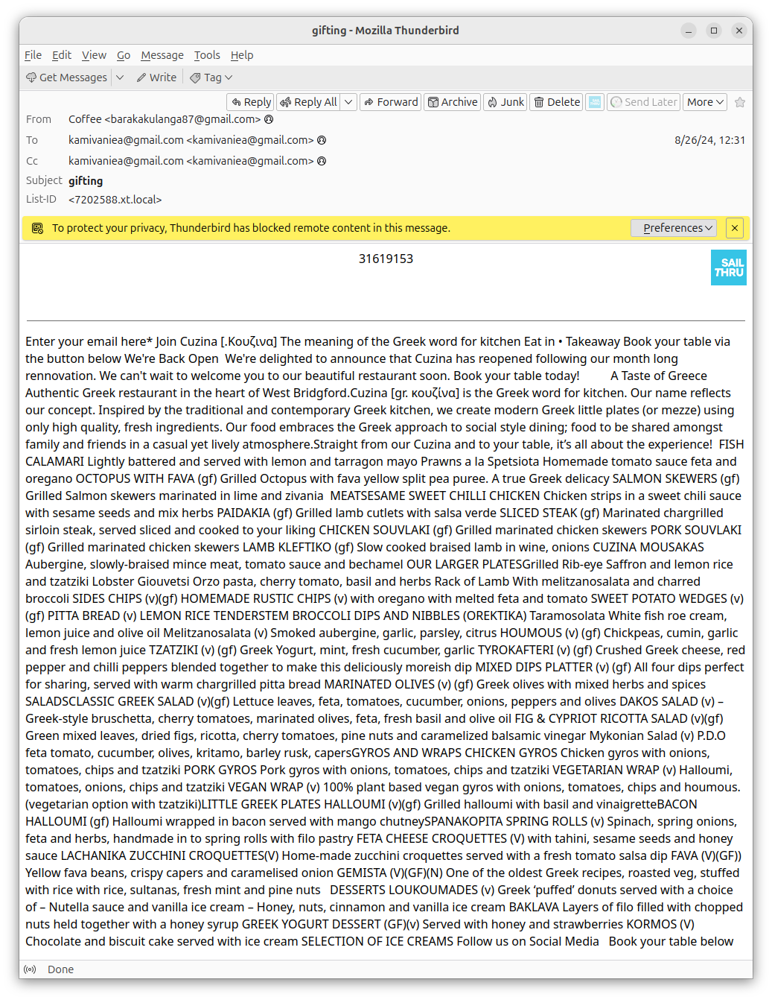 gifting - Mozilla Thunderbird
File Edit View Go Message Tools Help
Get Messages Write Tag
Reply Reply All Forward Archive Junk Delete Send Later More
From Coffee <barakakulanga87@gmail.com>
To kamivaniea@gmail.com <kamivaniea@gmail.com> 8/26/24, 12:31
Cc kamivaniea@gmail.com <kamivaniea@gmail.com>
Subject gifting
List-ID <7202588.xt.local>
To protect your privacy, Thunderbird has blocked remote content in this message. Preferences
31619153
SAIL
THRU
Enter your email here* Join Cuzina [.Κουζινα] The meaning of the Greek word for kitchen Eat in • Takeaway Book your table via
the button below We're Back Open  We're delighted to announce that Cuzina has reopened following our month long
rennovation. We can't wait to welcome you to our beautiful restaurant soon. Book your table today! A Taste of Greece
Authentic Greek restaurant in the heart of West Bridgford.Cuzina [gr. κουζίνα] is the Greek word for kitchen. Our name reflects
our concept. Inspired by the traditional and contemporary Greek kitchen, we create modern Greek little plates (or mezze) using
only high quality, fresh ingredients. Our food embraces the Greek approach to social style dining; food to be shared amongst
family and friends in a casual yet lively atmosphere.Straight from our Cuzina and to your table, it’s all about the experience!  FISH
CALAMARI Lightly battered and served with lemon and tarragon mayo Prawns a la Spetsiota Homemade tomato sauce feta and
oregano OCTOPUS WITH FAVA (gf) Grilled Octopus with fava yellow split pea puree. A true Greek delicacy SALMON SKEWERS (gf)
Grilled Salmon skewers marinated in lime and zivania  MEATSESAME SWEET CHILLI CHICKEN Chicken strips in a sweet chili sauce
with sesame seeds and mix herbs PAIDAKIA (gf) Grilled lamb cutlets with salsa verde SLICED STEAK (gf) Marinated chargrilled
sirloin steak, served sliced and cooked to your liking CHICKEN SOUVLAKI (gf) Grilled marinated chicken skewers PORK SOUVLAKI
(gf) Grilled marinated chicken skewers LAMB KLEFTIKO (gf) Slow cooked braised lamb in wine, onions CUZINA MOUSAKAS
Aubergine, slowly-braised mince meat, tomato sauce and bechamel OUR LARGER PLATESGrilled Rib-eye Saffron and lemon rice
and tzatziki Lobster Giouvetsi Orzo pasta, cherry tomato, basil and herbs Rack of Lamb With melitzanosalata and charred
broccoli SIDES CHIPS (v)(gf) HOMEMADE RUSTIC CHIPS (v) with oregano with melted feta and tomato SWEET POTATO WEDGES (v)
(gf) PITTA BREAD (v) LEMON RICE TENDERSTEM BROCCOLI DIPS AND NIBBLES (OREKTIKA) Taramosolata White fish roe cream,
lemon juice and olive oil Melitzanosalata (v) Smoked aubergine, garlic, parsley, citrus HOUMOUS (v) (gf) Chickpeas, cumin, garlic
and fresh lemon juice TZATZIKI (v) (gf) Greek Yogurt, mint, fresh cucumber, garlic TYROKAFTERI (v) (gf) Crushed Greek cheese, red
pepper and chilli peppers blended together to make this deliciously moreish dip MIXED DIPS PLATTER (v) (gf) All four dips perfect
for sharing, served with warm chargrilled pitta bread MARINATED OLIVES (v) (gf) Greek olives with mixed herbs and spices
SALADSCLASSIC GREEK SALAD (v)(gf) Lettuce leaves, feta, tomatoes, cucumber, onions, peppers and olives DAKOS SALAD (v) –
Greek-style bruschetta, cherry tomatoes, marinated olives, feta, fresh basil and olive oil FIG & CYPRIOT RICOTTA SALAD (v)(gf)
Green mixed leaves, dried figs, ricotta, cherry tomatoes, pine nuts and caramelized balsamic vinegar Mykonian Salad (v) P.D.O
feta tomato, cucumber, olives, kritamo, barley rusk, capersGYROS AND WRAPS CHICKEN GYROS Chicken gyros with onions,
tomatoes, chips and tzatziki PORK GYROS Pork gyros with onions, tomatoes, chips and tzatziki VEGETARIAN WRAP (v) Halloumi,
tomatoes, onions, chips and tzatziki VEGAN WRAP (v) 100% plant based vegan gyros with onions, tomatoes, chips and houmous.
(vegetarian option with tzatziki)LITTLE GREEK PLATES HALLOUMI (v)(gf) Grilled halloumi with basil and vinaigretteBACON
HALLOUMI (gf) Halloumi wrapped in bacon served with mango chutneySPANAKOPITA SPRING ROLLS (v) Spinach, spring onions,
feta and herbs, handmade in to spring rolls with filo pastry FETA CHEESE CROQUETTES (V) with tahini, sesame seeds and honey
sauce LACHANIKA ZUCCHINI CROQUETTES(V) Home-made zucchini croquettes served with a fresh tomato salsa dip FAVA (V)(GF))
Yellow fava beans, crispy capers and caramelised onion GEMISTA (V)(GF)(N) One of the oldest Greek recipes, roasted veg, stuffed
with rice with rice, sultanas, fresh mint and pine nuts  DESSERTS LOUKOUMADES (v) Greek ‘puffed’ donuts served with a choice
of – Nutella sauce and vanilla ice cream – Honey, nuts, cinnamon and vanilla ice cream BAKLAVA Layers of filo filled with chopped
nuts held together with a honey syrup GREEK YOGURT DESSERT (GF)(v) Served with honey and strawberries KORMOS (V)
Chocolate and biscuit cake served with ice cream SELECTION OF ICE CREAMS Follow us on Social Media  Book your table below
Done